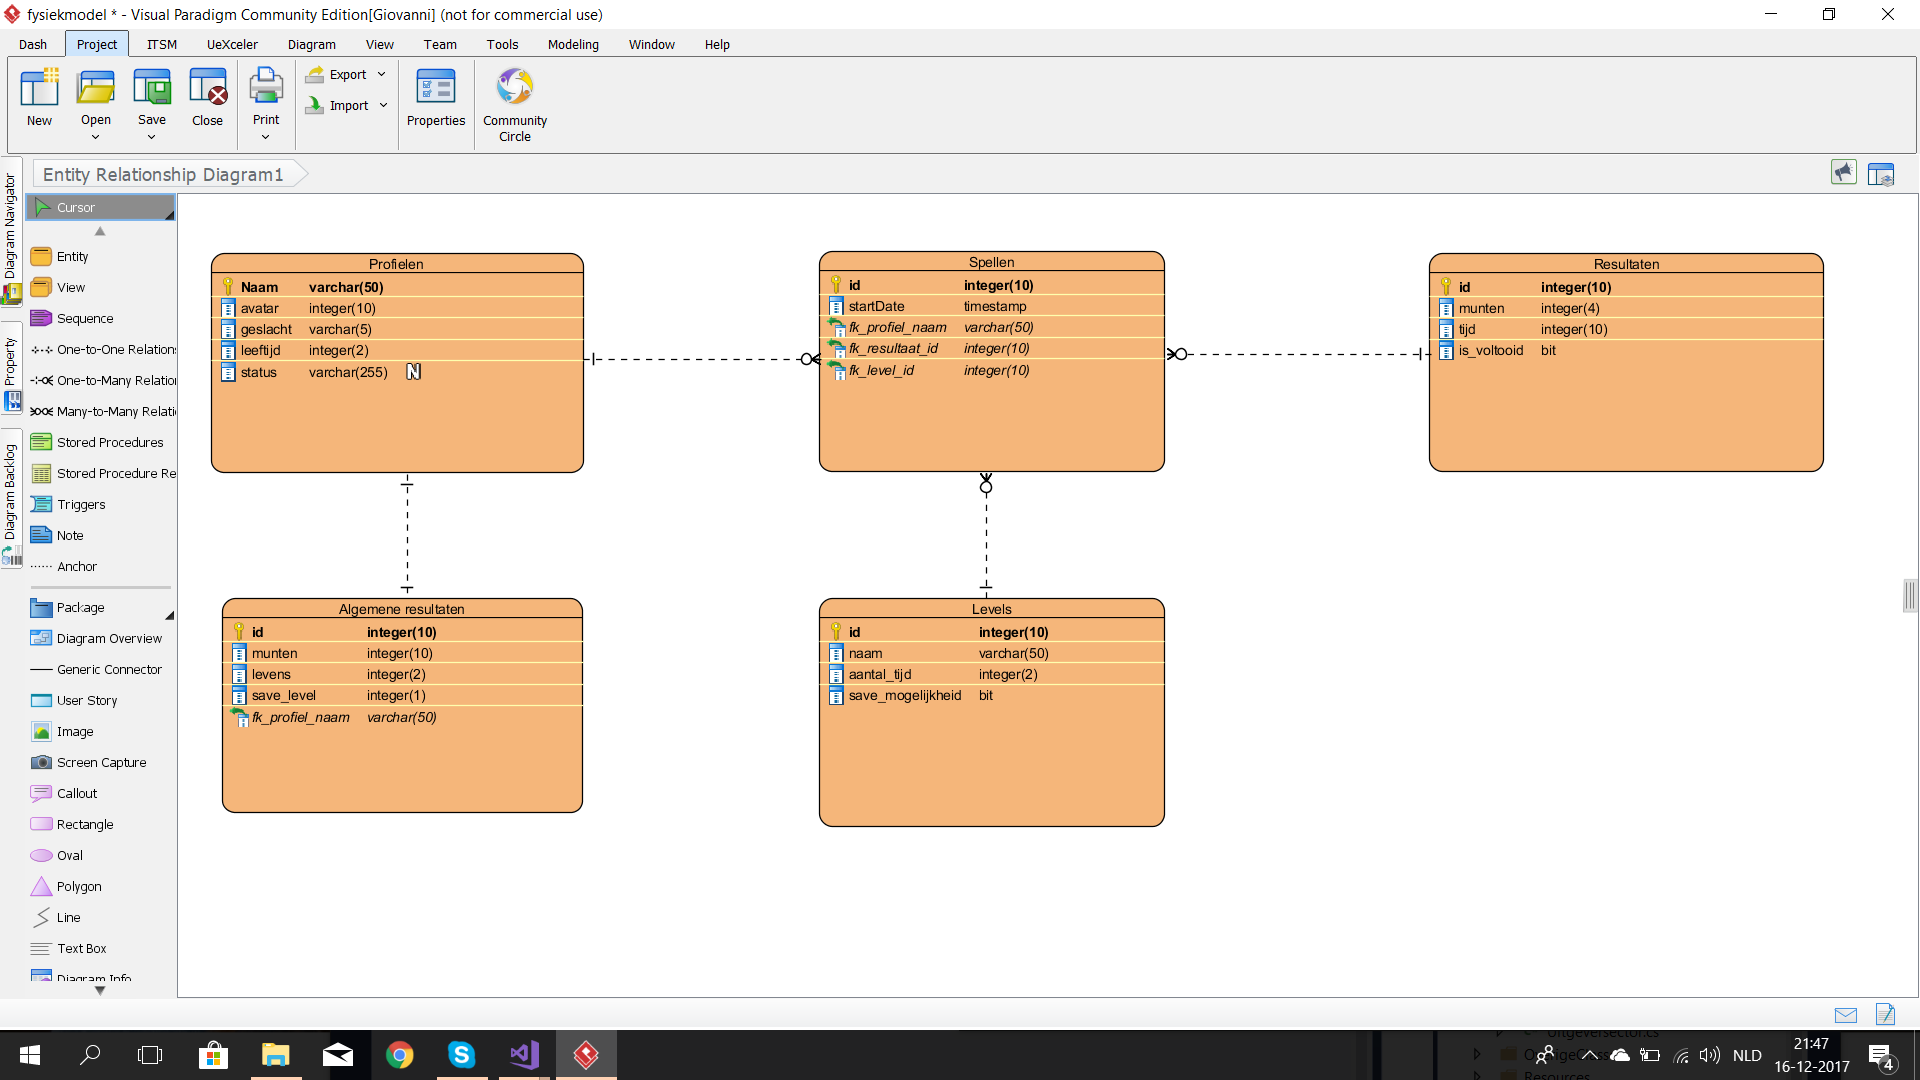 fysiekmodel * - Visual Paradigm Community Edition[Giovanni] (not for commercial use)
Dash Project ITSM UeXceler Diagram View Team Tools Modeling Window Help
New Open Save Close Print Export Import Properties Community Circle
Entity Relationship Diagram1
Diagram Navigator
Property
Diagram Backlog
Cursor
Entity
View
Sequence
One-to-One Relation
One-to-Many Relatio
Many-to-Many Relati
Stored Procedures
Stored Procedure Re
Triggers
Note
Anchor
Package
Diagram Overview
Generic Connector
User Story
Image
Screen Capture
Callout
Rectangle
Oval
Polygon
Line
Text Box
Diagram Info
Profielen
Naam varchar(50)
avatar integer(10)
geslacht varchar(5)
leeftijd integer(2)
status varchar(255) N
Spellen
id integer(10)
startDate timestamp
fk_profiel_naam varchar(50)
fk_resultaat_id integer(10)
fk_level_id integer(10)
Resultaten
id integer(10)
munten integer(4)
tijd integer(10)
is_voltooid bit
Algemene resultaten
id integer(10)
munten integer(10)
levens integer(2)
save_level integer(1)
fk_profiel_naam varchar(50)
Levels
id integer(10)
naam varchar(50)
aantal_tijd integer(2)
save_mogelijkheid bit
Resources
NLD
21:47
16-12-2017
4